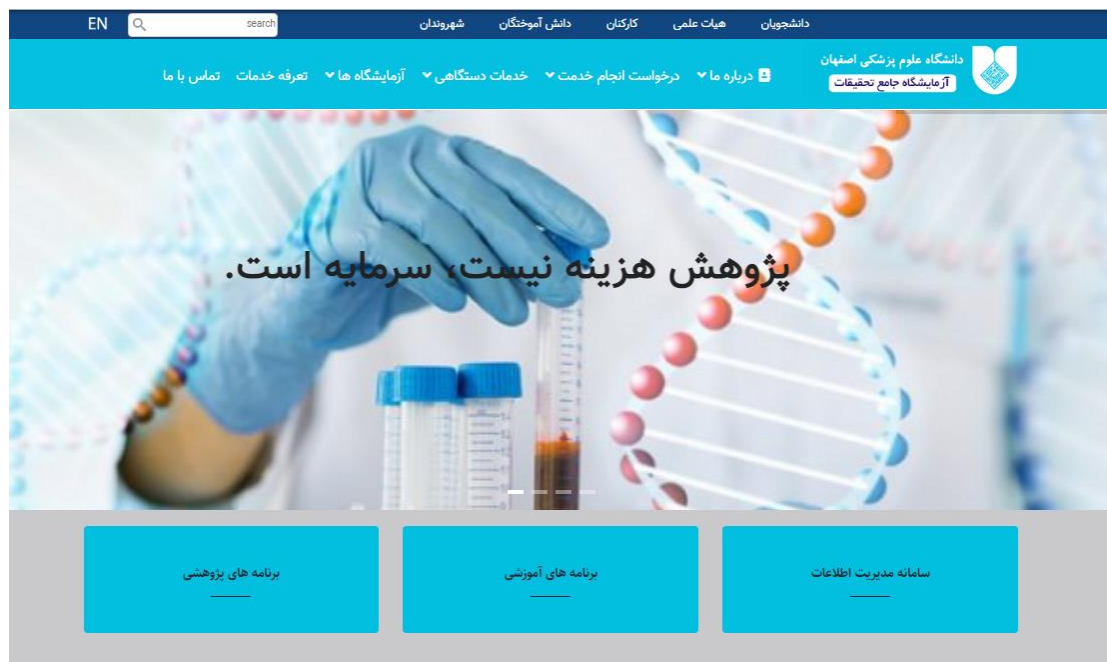 دانشجویان هیات علمی کارکنان دانش آموختگان شهروندان search EN
دانشگاه علوم پزشکی اصفهان
آزمایشگاه جامع تحقیقات
درباره ما درخواست انجام خدمت خدمات دستگاهی آزمایشگاه ها تعرفه خدمات تماس با ما
پژوهش هزینه نیست، سرمایه است.
سامانه مدیریت اطلاعات
برنامه های آموزشی
برنامه های پژوهشی